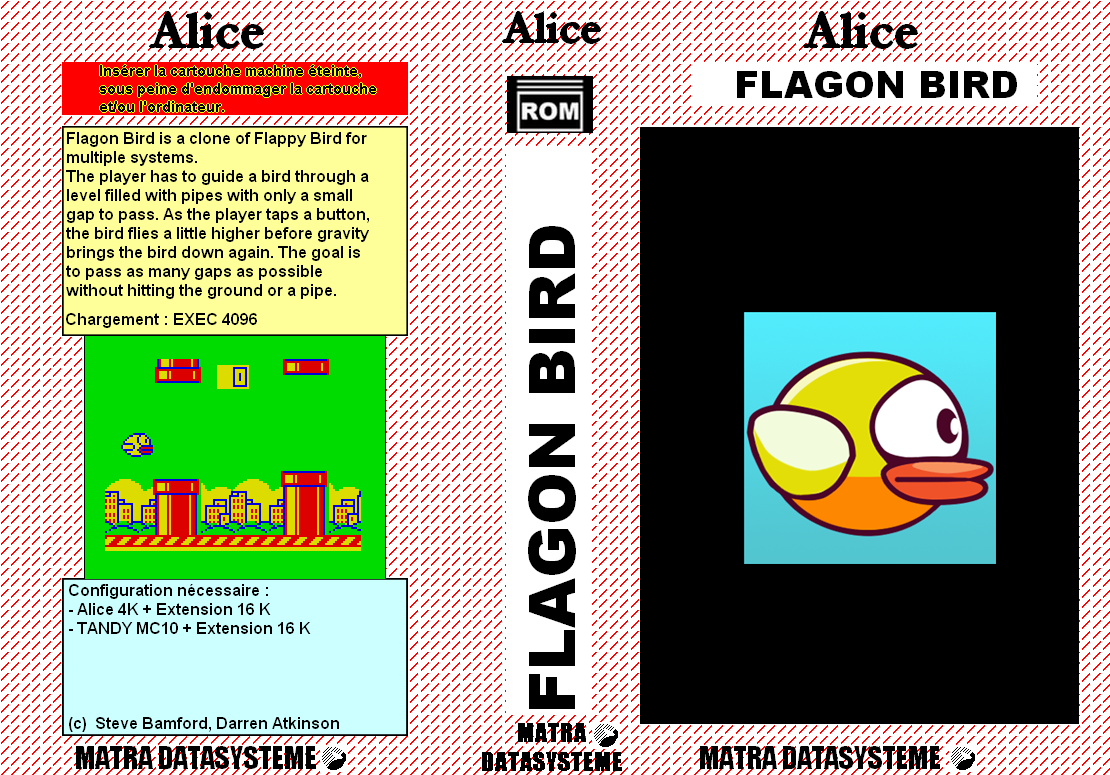 Alice
Insérer la cartouche machine éteinte,
sous peine d'endommager la cartouche
et/ou l'ordinateur.
Flagon Bird is a clone of Flappy Bird for
multiple systems.
The player has to guide a bird through a
level filled with pipes with only a small
gap to pass. As the player taps a button,
the bird flies a little higher before gravity
brings the bird down again. The goal is
to pass as many gaps as possible
without hitting the ground or a pipe.
Chargement : EXEC 4096
0
Configuration nécessaire :
- Alice 4K + Extension 16 K
- TANDY MC10 + Extension 16 K
(c) Steve Bamford, Darren Atkinson
MATRA DATASYSTEME
Alice
ROM
FLAGON BIRD
MATRA
DATASYSTEME
Alice
FLAGON BIRD
MATRA DATASYSTEME